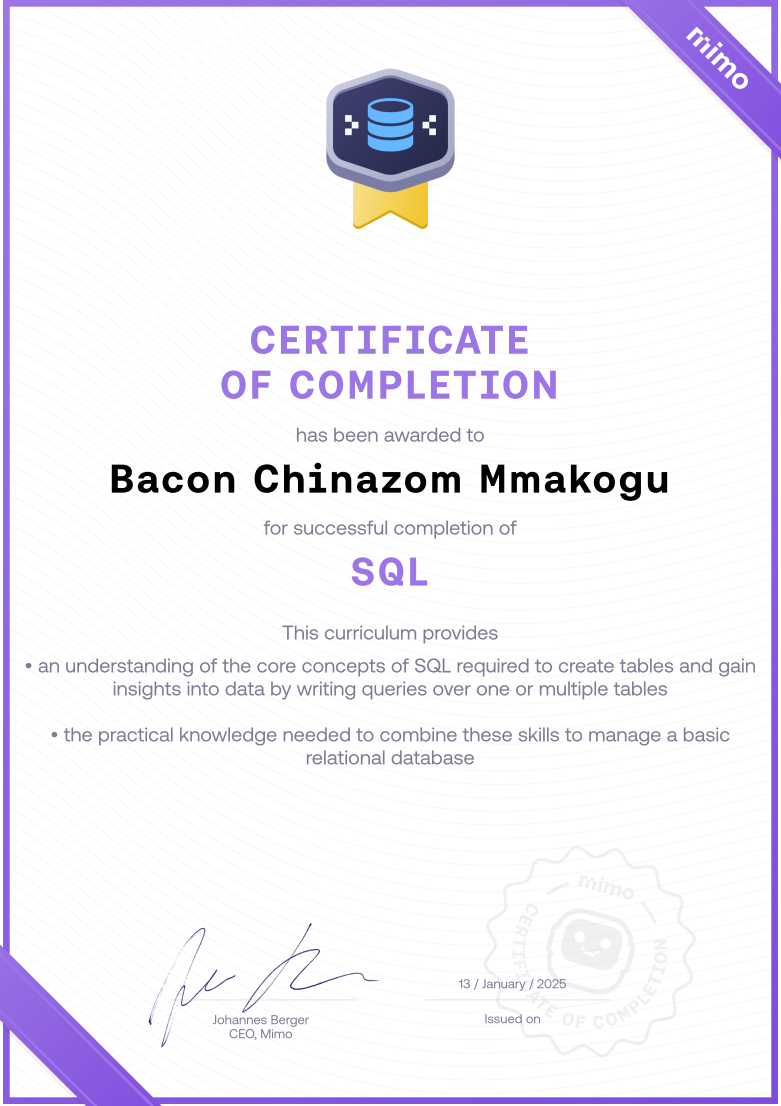 mimo
CERTIFICATE
OF COMPLETION
has been awarded to
Bacon Chinazom Mmakogu
for successful completion of
SQL
This curriculum provides
• an understanding of the core concepts of SQL required to create tables and gain
insights into data by writing queries over one or multiple tables
• the practical knowledge needed to combine these skills to manage a basic
relational database
mimo
CERTIFICATE OF COMPLETION
13 / January / 2025
Johannes Berger
CEO, Mimo
Issued on